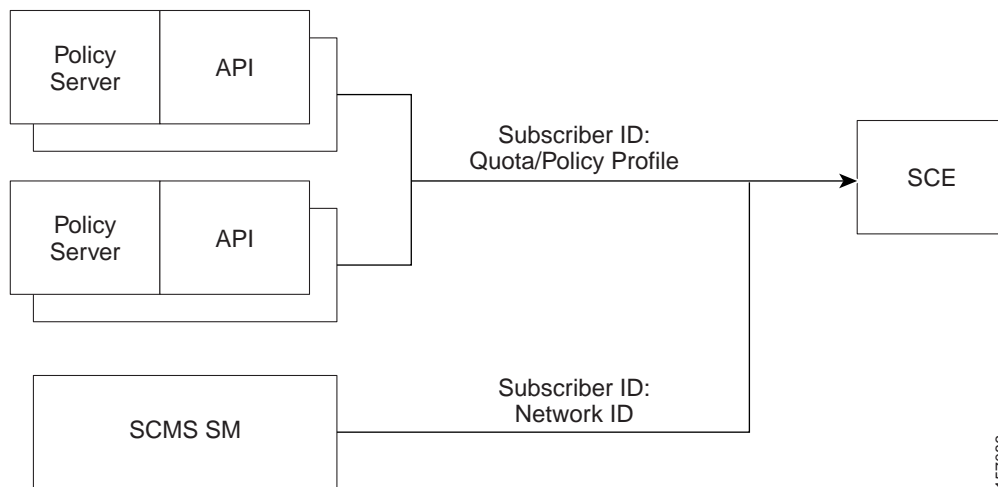 Policy
Server
API
Subscriber ID:
Quota/Policy Profile
SCE
Policy
Server
API
Subscriber ID:
Network ID
SCMS SM